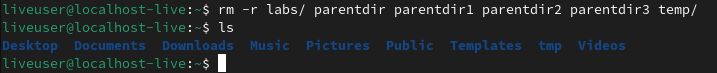 liveuser@localhost-live:~$ rm -r labs/ parentdir parentdir1 parentdir2 parentdir3 temp/
liveuser@localhost-live:~$ ls
Desktop Documents Downloads Music Pictures Public Templates tmp Videos
liveuser@localhost-live:~$